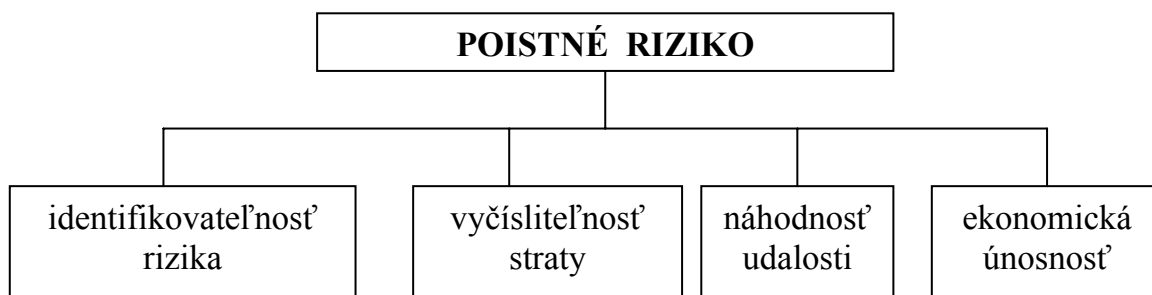 POISTNÉ RIZIKO
identifikovateľnosť
rizika
vyčísliteľnosť
straty
náhodnosť
udalosti
ekonomická
únosnosť